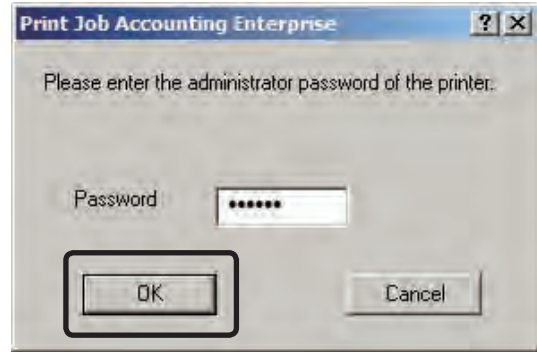 Print Job Accounting Enterprise
Please enter the administrator password of the printer.
Password ••••••
OK Cancel